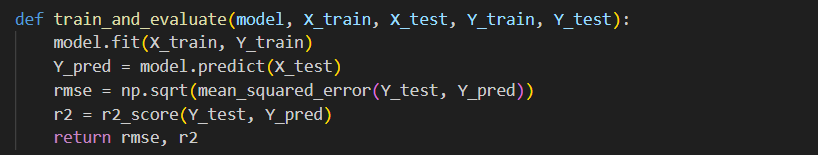 def train_and_evaluate(model, X_train, X_test, Y_train, Y_test):
    model.fit(X_train, Y_train)
    Y_pred = model.predict(X_test)
    rmse = np.sqrt(mean_squared_error(Y_test, Y_pred))
    r2 = r2_score(Y_test, Y_pred)
    return rmse, r2